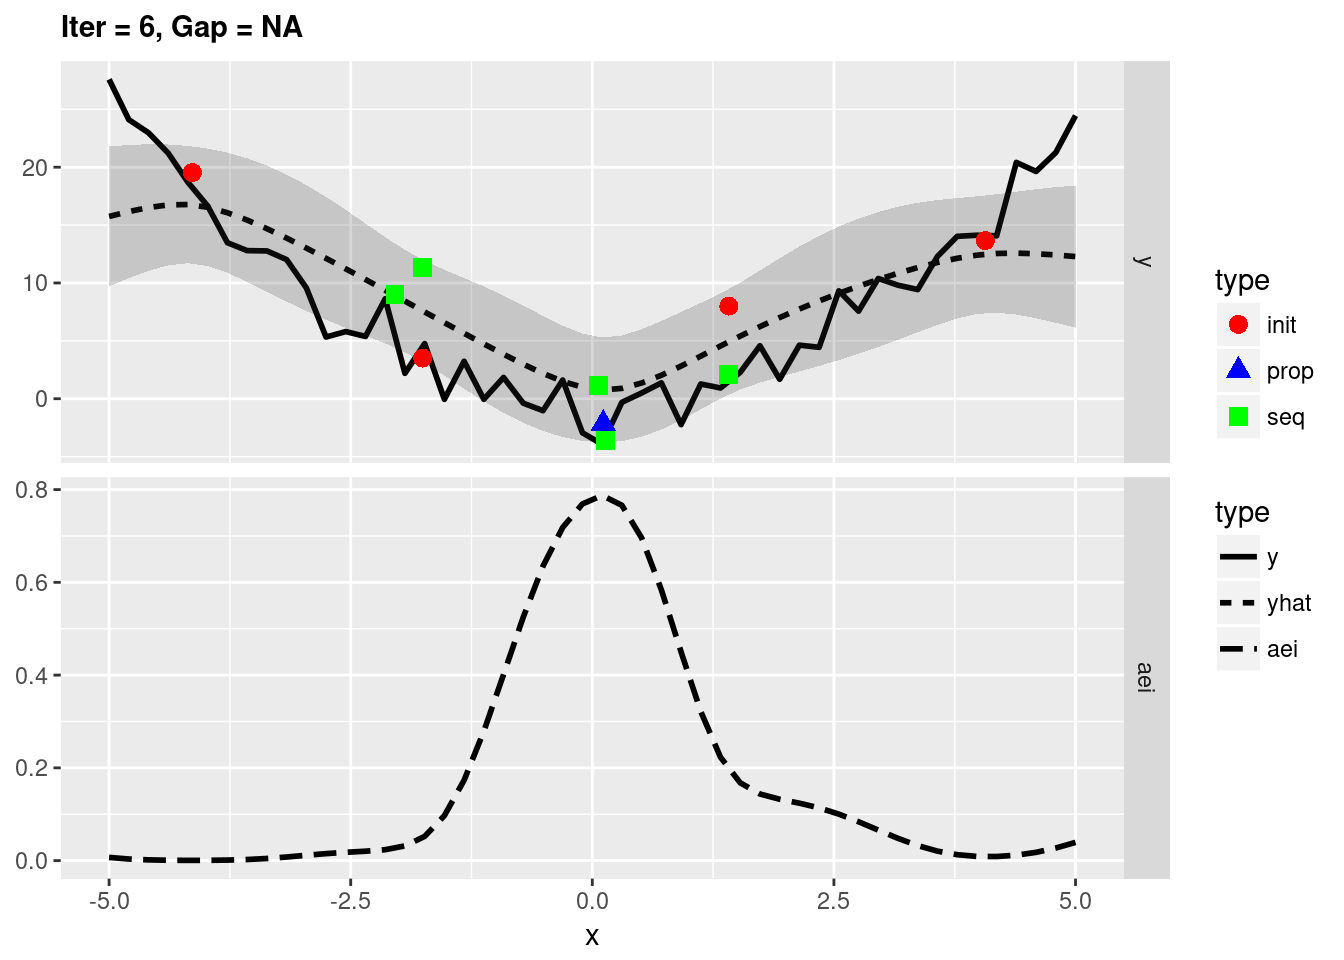 Iter = 6, Gap = NA
20
10
0
y
0.8
0.6
0.4
0.2
0.0
aei
-5.0
-2.5
0.0
2.5
5.0
x
type
init
prop
seq
type
y
yhat
aei